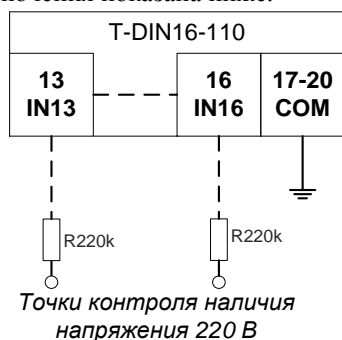 T-DIN16-110
13 16 17-20
IN13 IN16 COM
R220k R220k
Точки контроля наличия
напряжения 220 В